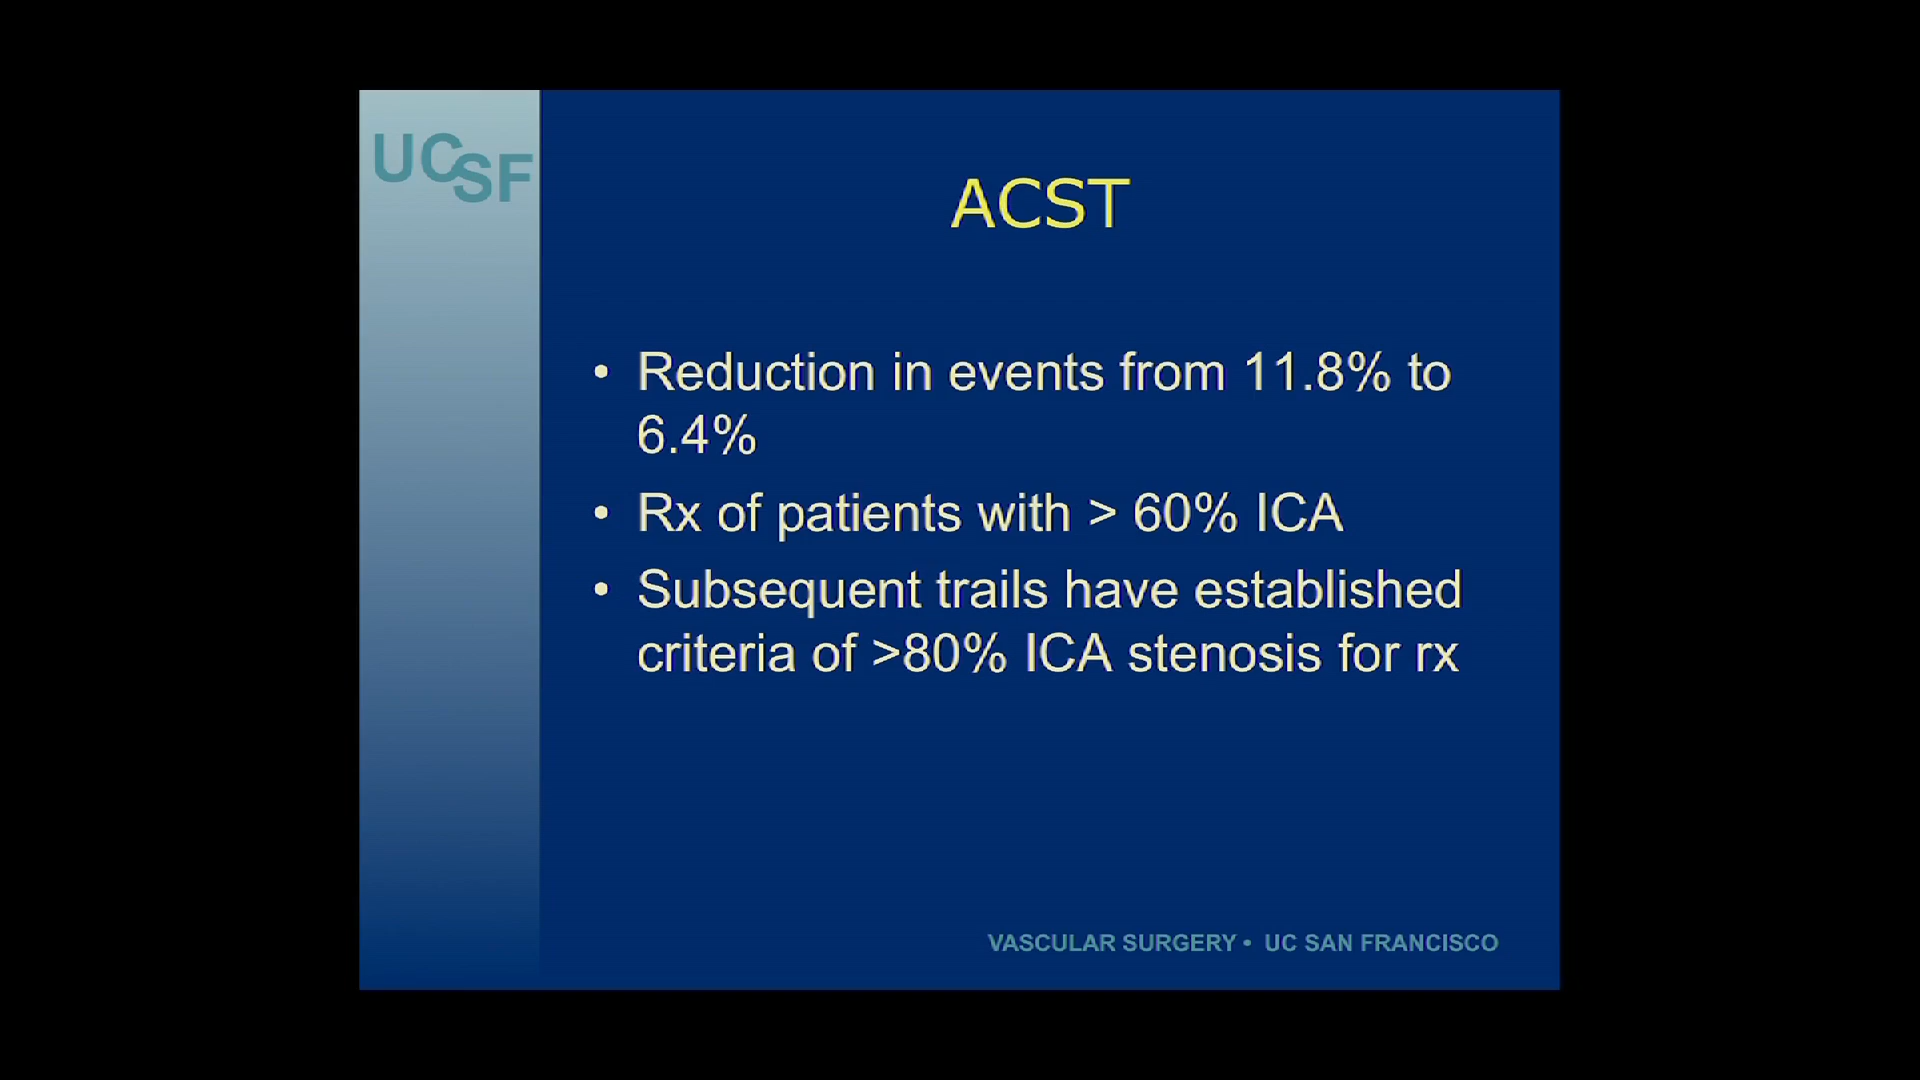 UCSF
ACST
• Reduction in events from 11.8% to
6.4%
• Rx of patients with > 60% ICA
• Subsequent trails have established
criteria of >80% ICA stenosis for rx
VASCULAR SURGERY • UC SAN FRANCISCO